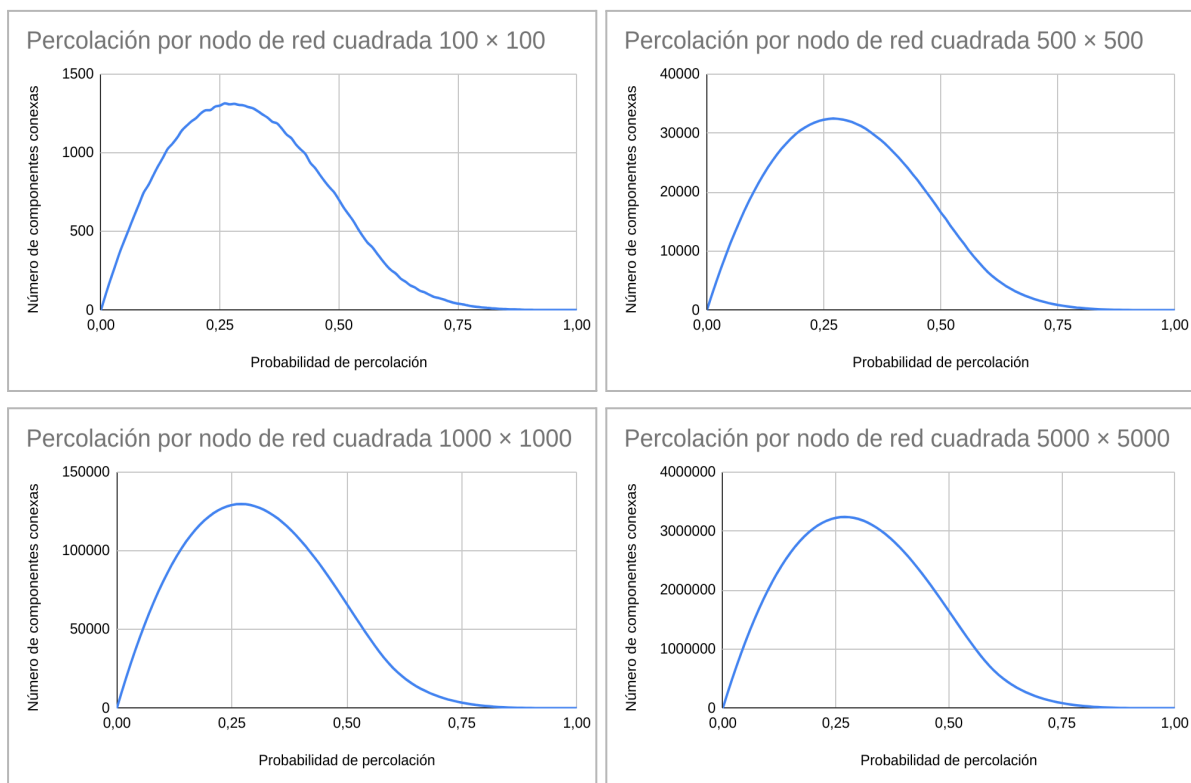 Percolación por nodo de red cuadrada 100 × 100
Número de componentes conexas
1500
1000
500
0
0,00 0,25 0,50 0,75 1,00
Probabilidad de percolación
Percolación por nodo de red cuadrada 500 × 500
Número de componentes conexas
40000
30000
20000
10000
0
0,00 0,25 0,50 0,75 1,00
Probabilidad de percolación
Percolación por nodo de red cuadrada 1000 × 1000
Número de componentes conexas
150000
100000
50000
0
0,00 0,25 0,50 0,75 1,00
Probabilidad de percolación
Percolación por nodo de red cuadrada 5000 × 5000
Número de componentes conexas
4000000
3000000
2000000
1000000
0
0,00 0,25 0,50 0,75 1,00
Probabilidad de percolación